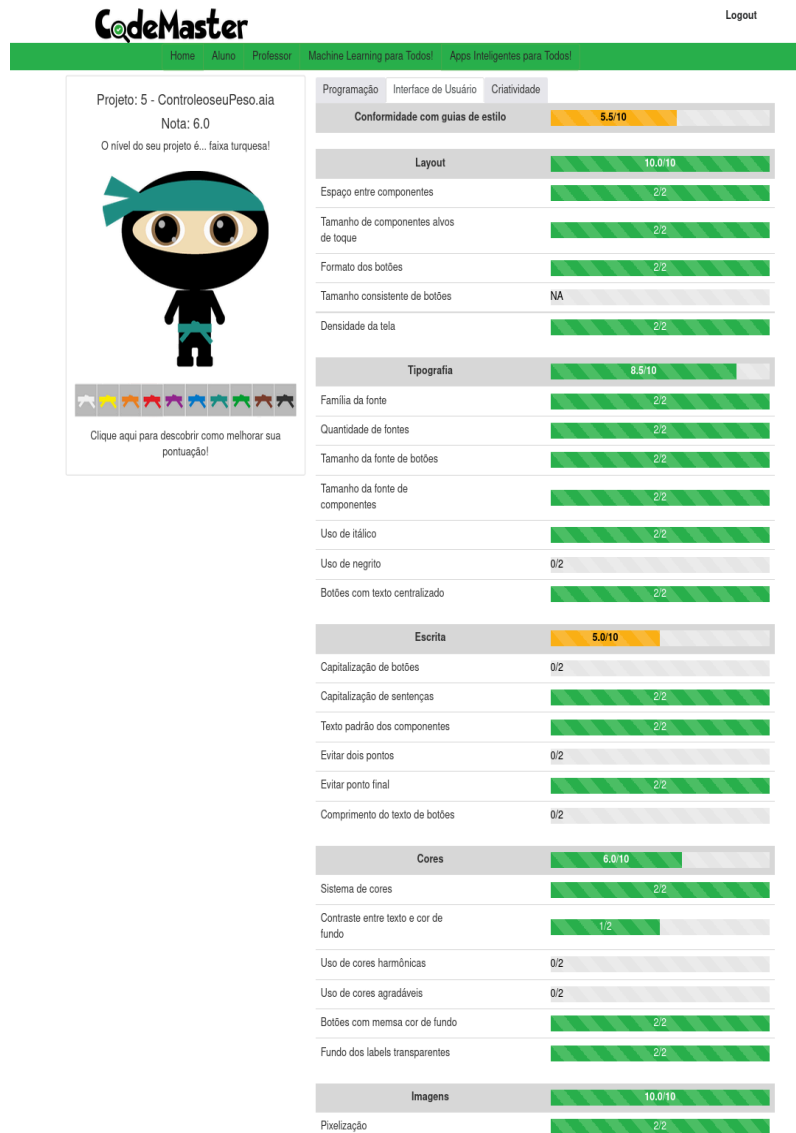 CodeMaster
Logout
Home Aluno Professor Machine Learning para Todos! Apps Inteligentes para Todos!
Projeto: 5 - ControleoseuPeso.aia
Nota: 6.0
O nível do seu projeto é... faixa turquesa!
Clique aqui para descobrir como melhorar sua
pontuação!
Programação Interface de Usuário Criatividade
Conformidade com guias de estilo 5.5/10
Layout 10.0/10
Espaço entre componentes 2/2
Tamanho de componentes alvos
de toque 2/2
Formato dos botões 2/2
Tamanho consistente de botões NA
Densidade da tela 2/2
Tipografia 8.5/10
Família da fonte 2/2
Quantidade de fontes 2/2
Tamanho da fonte de botões 2/2
Tamanho da fonte de
componentes 2/2
Uso de itálico 2/2
Uso de negrito 0/2
Botões com texto centralizado 2/2
Escrita 5.0/10
Capitalização de botões 0/2
Capitalização de sentenças 2/2
Texto padrão dos componentes 2/2
Evitar dois pontos 0/2
Evitar ponto final 2/2
Comprimento do texto de botões 0/2
Cores 6.0/10
Sistema de cores 2/2
Contraste entre texto e cor de
fundo 1/2
Uso de cores harmônicas 0/2
Uso de cores agradáveis 0/2
Botões com memsa cor de fundo 2/2
Fundo dos labels transparentes 2/2
Imagens 10.0/10
Pixelização 2/2